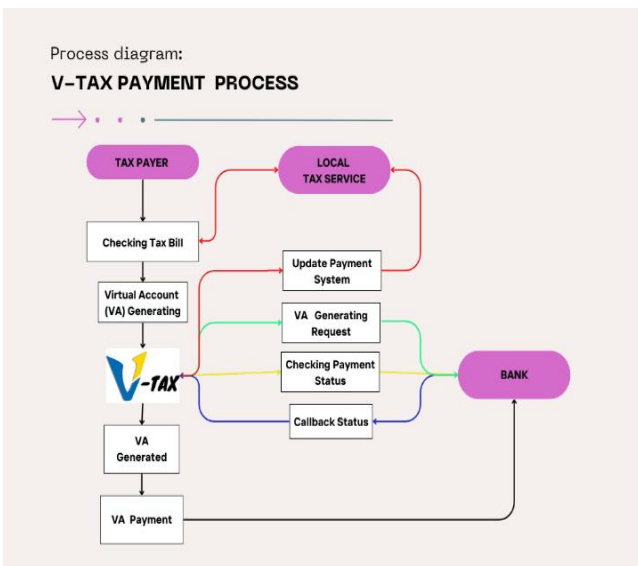 Process diagram:
V-TAX PAYMENT PROCESS
TAX PAYER
LOCAL
TAX SERVICE
Checking Tax Bill
Update Payment
System
Virtual Account
(VA) Generating
VA Generating
Request
V-TAX
Checking Payment
Status
BANK
Callback Status
VA
Generated
VA Payment